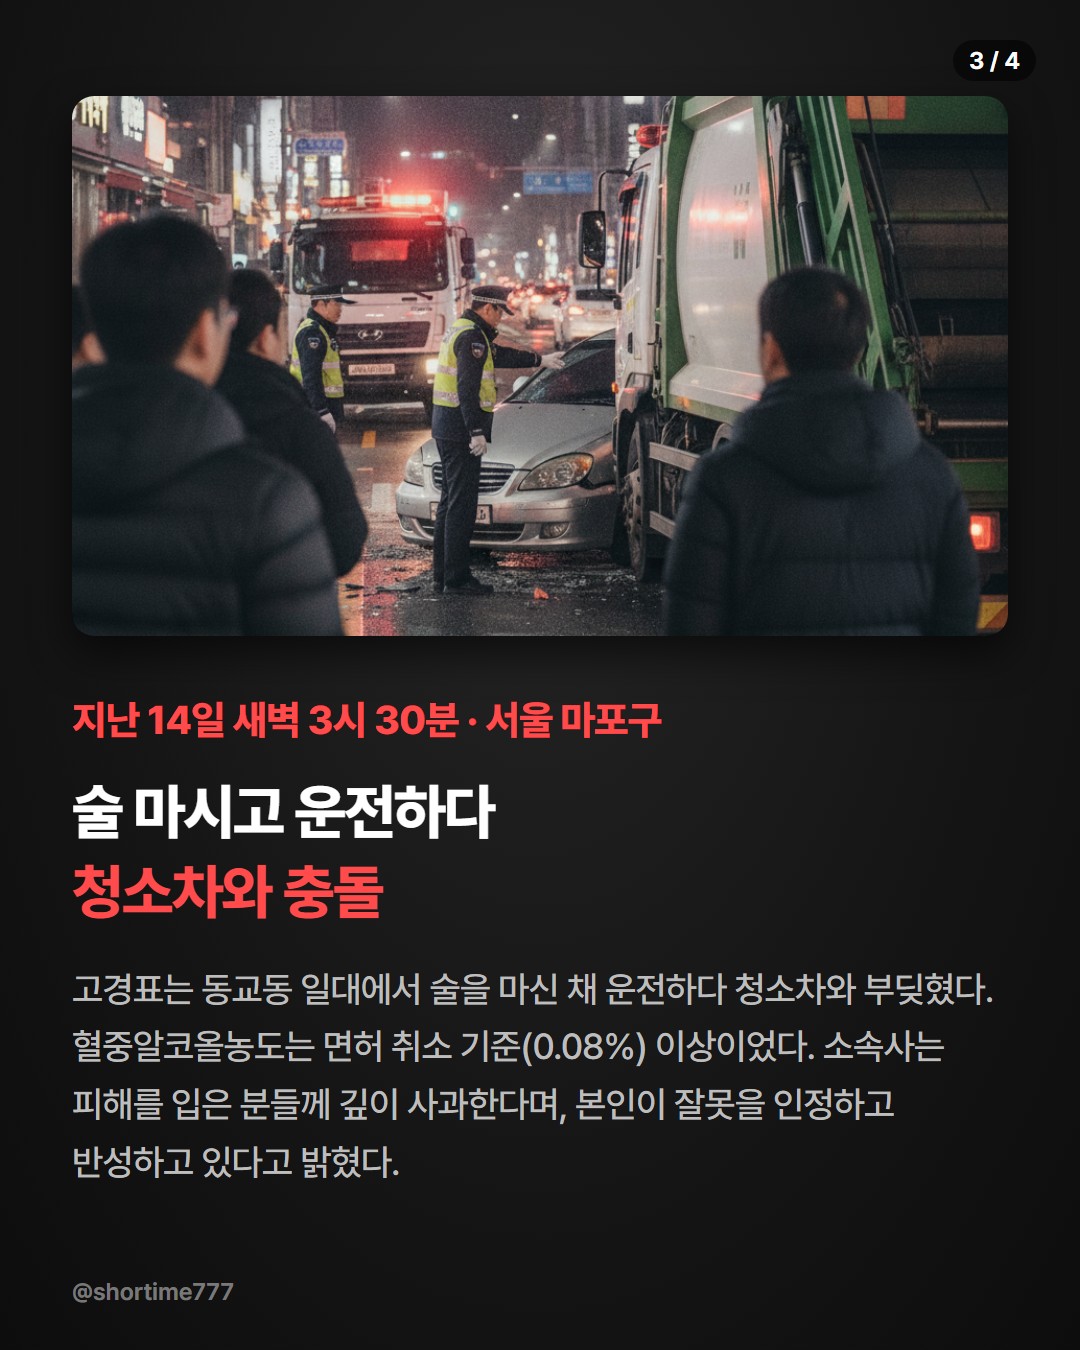 3 / 4
지난 14일 새벽 3시 30분 · 서울 마포구
술 마시고 운전하다
청소차와 충돌
고경표는 동교동 일대에서 술을 마신 채 운전하다 청소차와 부딪혔다.
혈중알코올농도는 면허 취소 기준(0.08%) 이상이었다. 소속사는
피해를 입은 분들께 깊이 사과한다며, 본인이 잘못을 인정하고
반성하고 있다고 밝혔다.
@shortime777